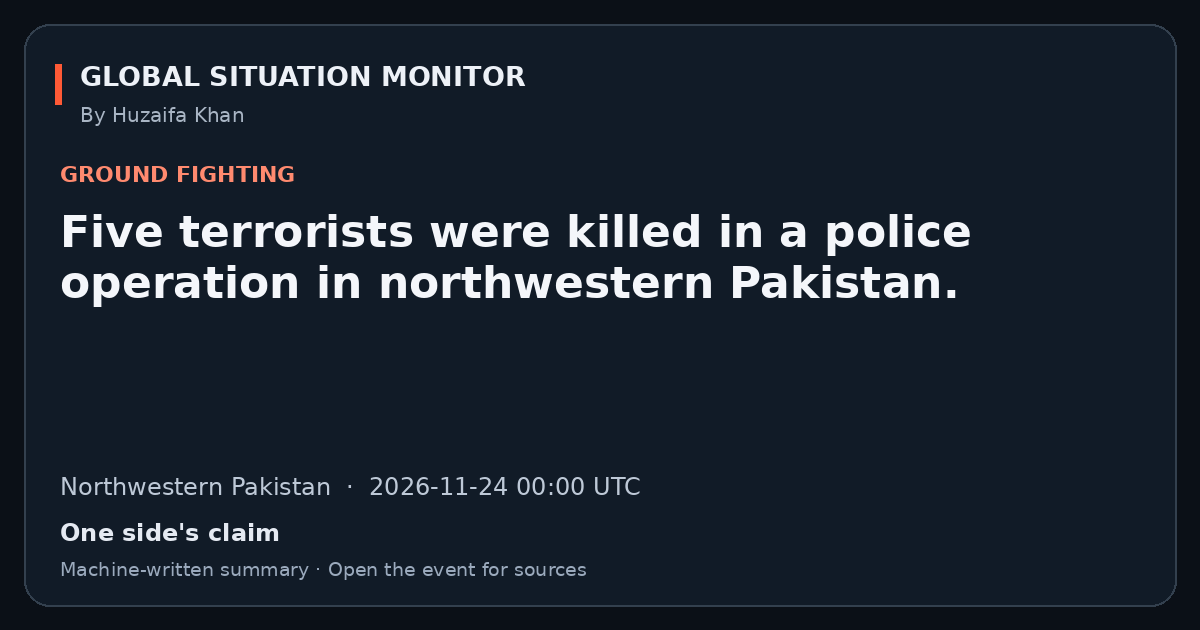 GLOBAL SITUATION MONITOR
By Huzaifa Khan
GROUND FIGHTING
Five terrorists were killed in a police
operation in northwestern Pakistan.
Northwestern Pakistan · 2026-11-24 00:00 UTC
One side's claim
Machine-written summary · Open the event for sources